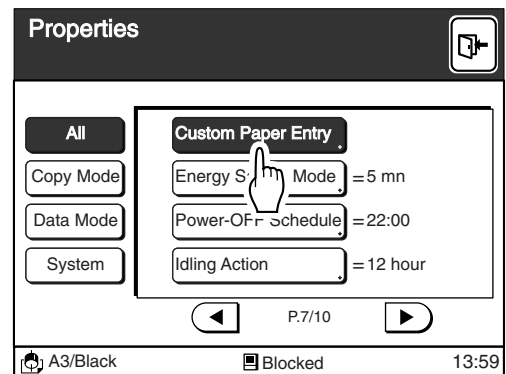 Properties
All
Custom Paper Entry
Copy Mode
Energy S Mode =5 mn
Data Mode
Power-OFF Schedule =22:00
System
Idling Action =12 hour
P.7/10
A3/Black Blocked 13:59